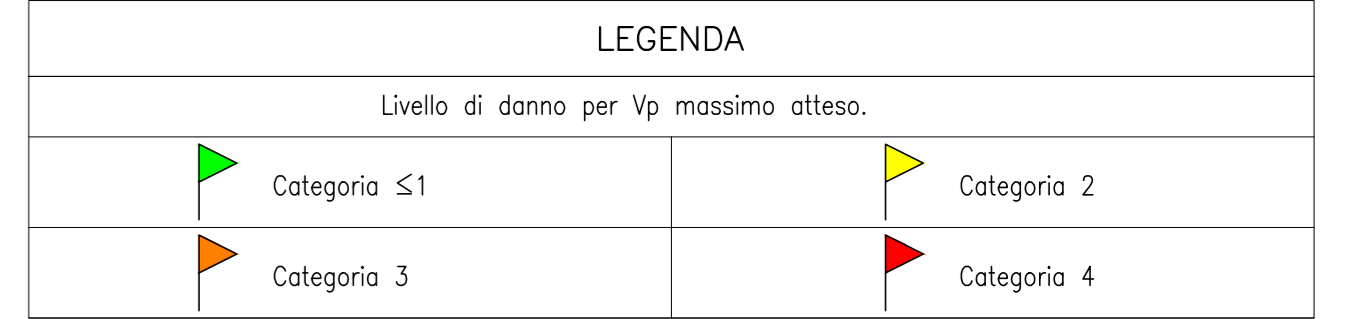 LEGENDA
Livello di danno per Vp massimo atteso.
Categoria ≤1
Categoria 2
Categoria 3
Categoria 4